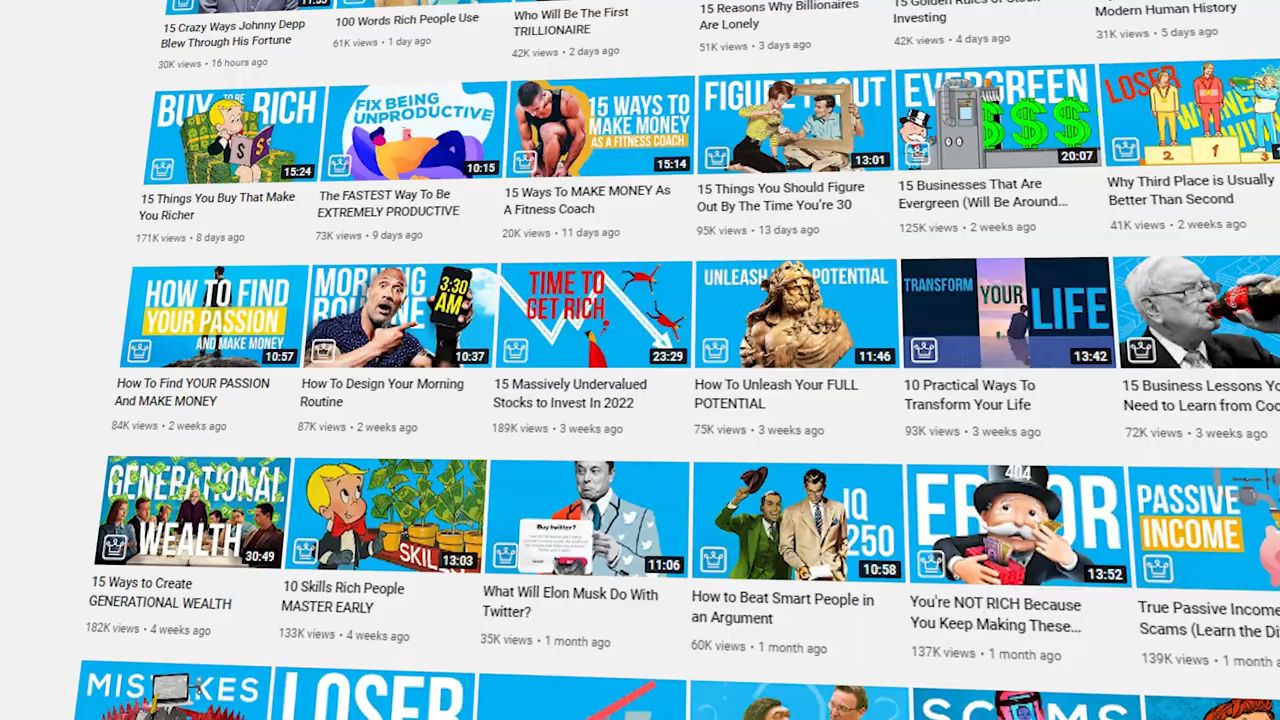 15 Crazy Ways Johnny Depp
Blew Through His Fortune
30K views • 16 hours ago
100 Words Rich People Use
61K views • 1 day ago
Who Will Be The First
TRILLIONAIRE
42K views • 2 days ago
15 Reasons Why Billionaires
Are Lonely
51K views • 3 days ago
Investing
42K views • 4 days ago
Modern Human History
31K views • 5 days ago
BUY TO BE RICH
15:24
15 Things You Buy That Make
You Richer
171K views • 8 days ago
FIX BEING
UNPRODUCTIVE
10:15
The FASTEST Way To Be
EXTREMELY PRODUCTIVE
73K views • 9 days ago
15 WAYS TO
MAKE MONEY
AS A FITNESS COACH
15:14
15 Ways To MAKE MONEY As
A Fitness Coach
20K views • 11 days ago
FIGURE IT OUT
13:01
15 Things You Should Figure
Out By The Time You're 30
95K views • 13 days ago
EVERGREEN
$$$
20:07
15 Businesses That Are
Evergreen (Will Be Around...
125K views • 2 weeks ago
LOSER
2 1 3
Why Third Place is Usually
Better Than Second
41K views • 2 weeks ago
HOW TO FIND
YOUR PASSION
AND MAKE MONEY
10:57
How To Find YOUR PASSION
And MAKE MONEY
84K views • 2 weeks ago
MORNING
ROUTINE
3:30
AM
10:37
How To Design Your Morning
Routine
87K views • 2 weeks ago
TIME TO
GET RICH
23:29
15 Massively Undervalued
Stocks to Invest In 2022
189K views • 3 weeks ago
UNLEASH POTENTIAL
11:46
How To Unleash Your FULL
POTENTIAL
75K views • 3 weeks ago
TRANSFORM YOUR LIFE
13:42
10 Practical Ways To
Transform Your Life
93K views • 3 weeks ago
15 Business Lessons Yo
Need to Learn from Coc
72K views • 3 weeks ago
GENERATIONAL
WEALTH
30:49
15 Ways to Create
GENERATIONAL WEALTH
182K views • 4 weeks ago
SKIL
13:03
10 Skills Rich People
MASTER EARLY
133K views • 4 weeks ago
Buy twitter?
11:06
What Will Elon Musk Do With
Twitter?
35K views • 1 month ago
IQ
250
10:58
How to Beat Smart People in
an Argument
60K views • 1 month ago
404
ERROR
13:52
You're NOT RICH Because
You Keep Making These...
137K views • 1 month ago
PASSIVE
INCOME
True Passive Income
Scams (Learn the Di
139K views • 1 month a
MISTAKES
LOSER
SCAMS